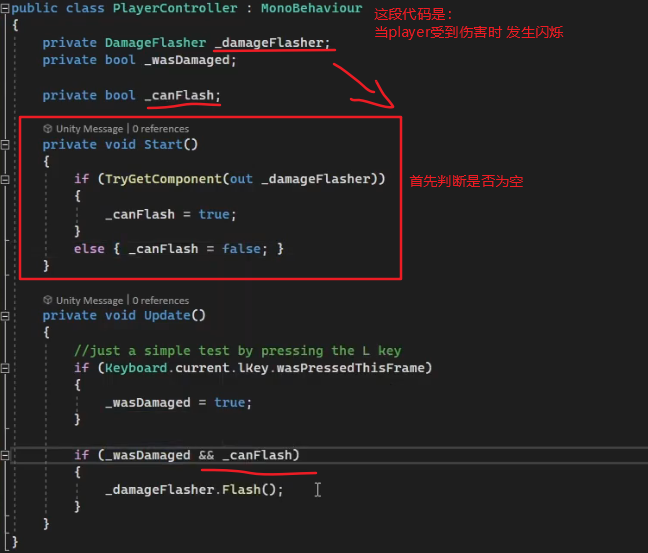 public class PlayerController : MonoBehaviour
这段代码是：
{
当player受到伤害时 发生闪烁
private DamageFlasher _damageFlasher;
private bool _wasDamaged;
private bool _canFlash;
Unity Message | 0 references
private void Start()
{
if (TryGetComponent(out _damageFlasher))
首先判断是否为空
{
_canFlash = true;
}
else { _canFlash = false; }
}
Unity Message | 0 references
private void Update()
{
//just a simple test by pressing the L key
if (Keyboard.current.lKey.wasPressedThisFrame)
{
_wasDamaged = true;
}
if (_wasDamaged && _canFlash)
{
_damageFlasher.Flash();
}
}
}